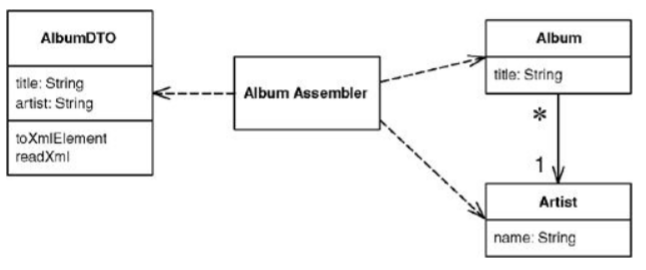 AlbumDTO
title: String
artist: String
toXmlElement
readXml
Album Assembler
Album
title: String
*
1
Artist
name: String